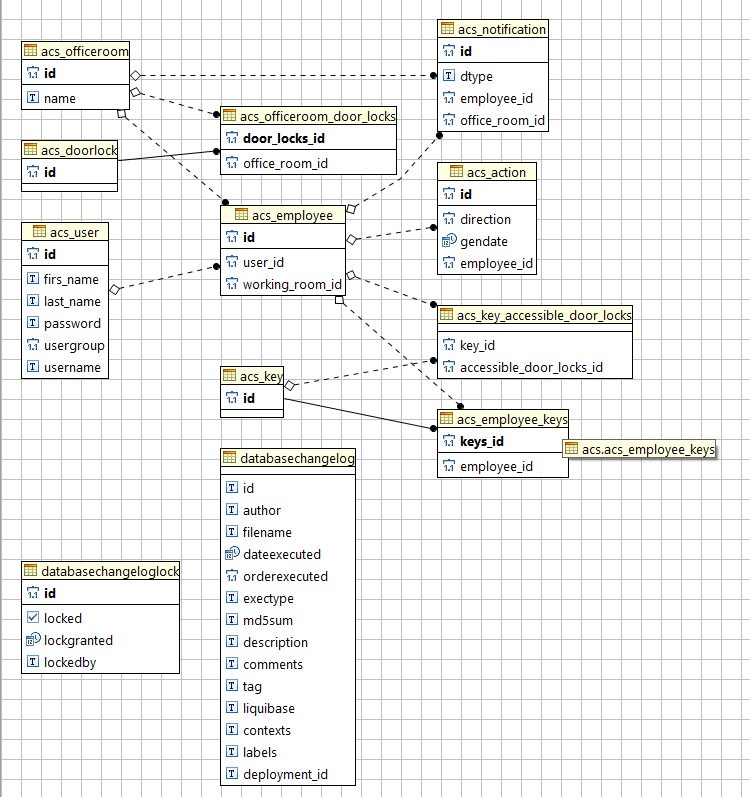 acs_officeroom
id
name
acs_doorlock
id
acs_user
id
firs_name
last_name
password
usergroup
username
databasechangeloglock
id
locked
lockgranted
lockedby
acs_officeroom_door_locks
door_locks_id
office_room_id
acs_employee
id
user_id
working_room_id
acs_key
id
databasechangelog
id
author
filename
dateexecuted
orderexecuted
exectype
md5sum
description
comments
tag
liquibase
contexts
labels
deployment_id
acs_notification
id
dtype
employee_id
office_room_id
acs_action
id
direction
gendate
employee_id
acs_key_accessible_door_locks
key_id
accessible_door_locks_id
acs_employee_keys
keys_id
employee_id
acs.acs_employee_keys